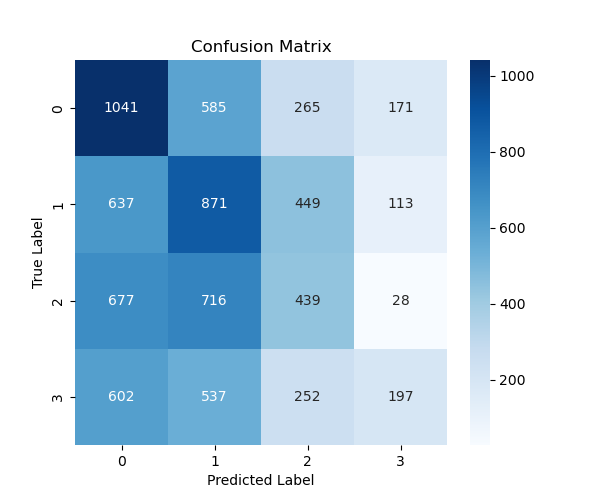 Confusion Matrix
0 1041 585 265 171
1 637 871 449 113
2 677 716 439 28
3 602 537 252 197
0 1 2 3
Predicted Label
True Label
1000
800
600
400
200